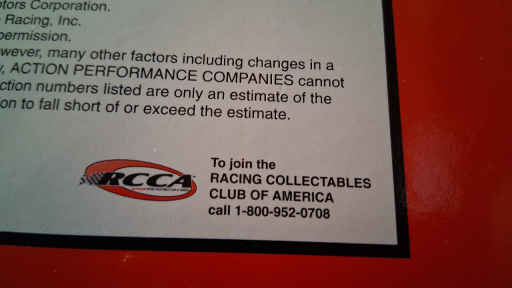 otors Corporation.
Racing, Inc.
permission.
wever, many other factors including changes in a
, ACTION PERFORMANCE COMPANIES cannot
ction numbers listed are only an estimate of the
on to fall short of or exceed the estimate.
RCCA
To join the
RACING COLLECTABLES
CLUB OF AMERICA
call 1-800-952-0708